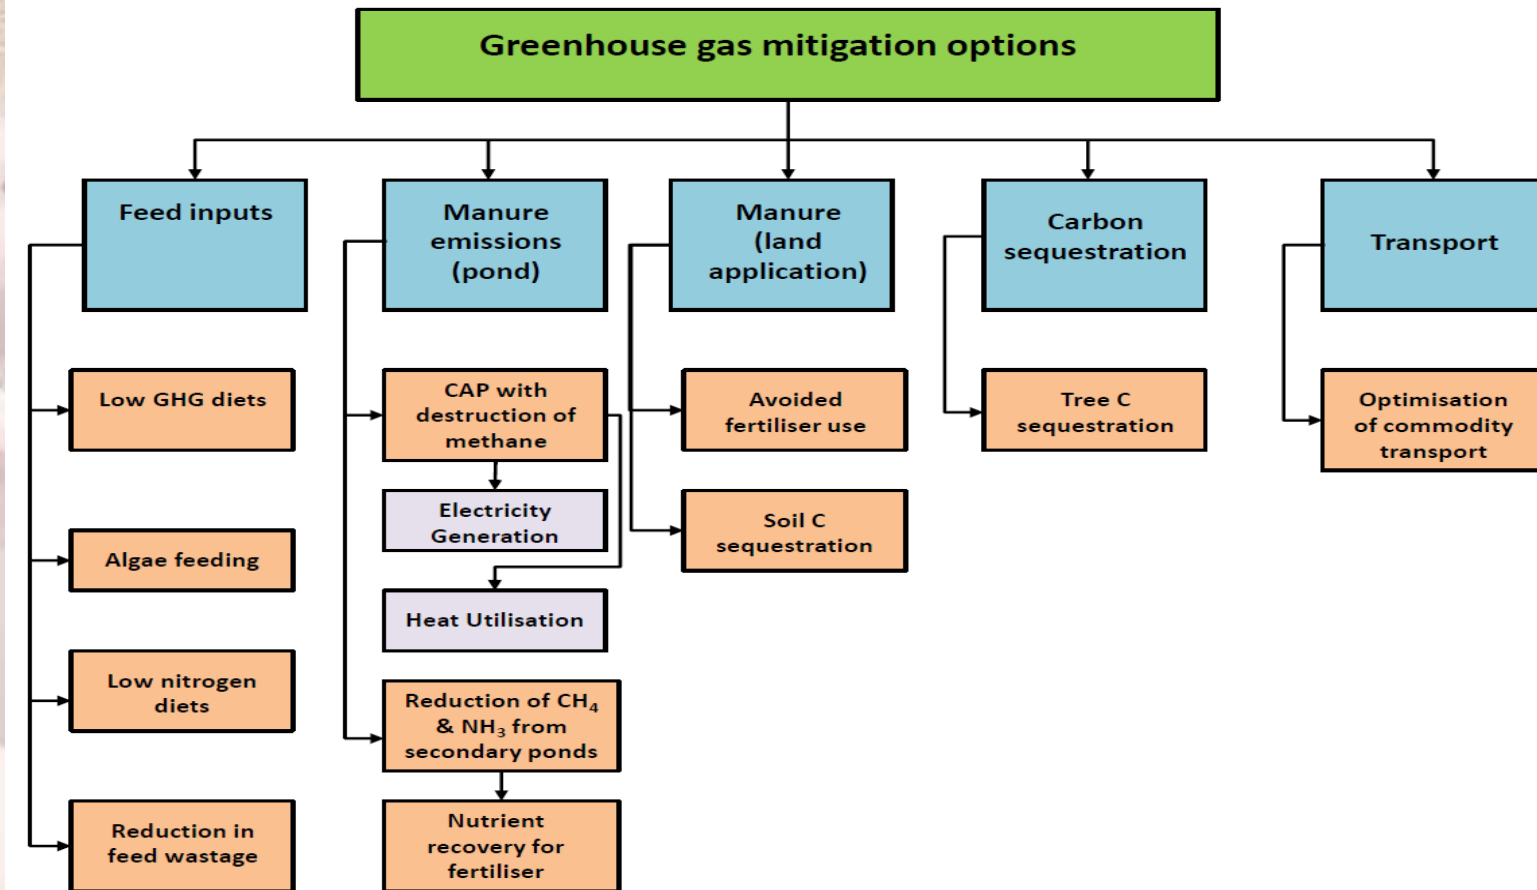 Greenhouse gas mitigation options
Feed inputs
Manure
emissions
(pond)
Manure
(land
application)
Carbon
sequestration
Transport
Low GHG diets
Algae feeding
Low nitrogen
diets
Reduction in
feed wastage
CAP with
destruction of
methane
Electricity
Generation
Heat Utilisation
Reduction of CH₄
& NH₃ from
secondary ponds
Nutrient
recovery for
fertiliser
Avoided
fertiliser use
Soil C
sequestration
Tree C
sequestration
Optimisation
of commodity
transport